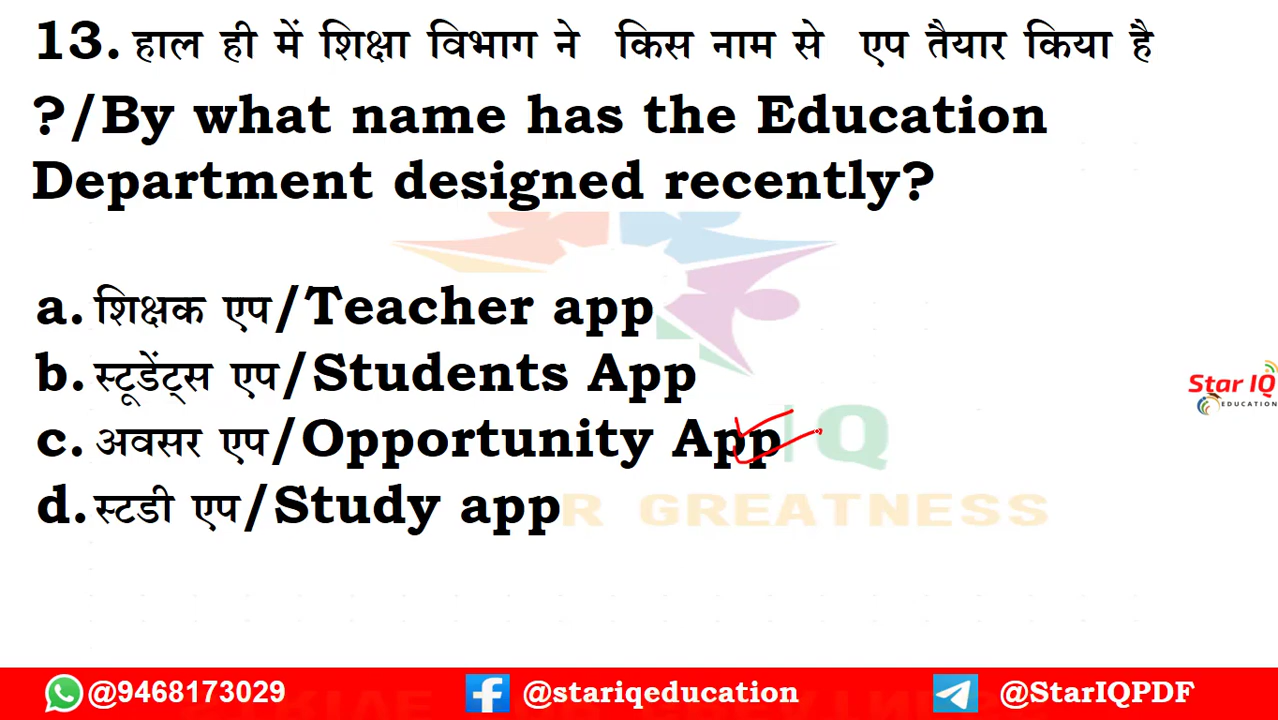 13. हाल ही में शिक्षा विभाग ने किस नाम से एप तैयार किया है
?/By what name has the Education
Department designed recently?
a. शिक्षक एप/Teacher app
b. स्टूडेंट्स एप/Students App
Star IQ
EDUCATION
c. अवसर एप/Opportunity App
Q
d. स्टडी एप/Study app
R GREATNESS
@9468173029 @stariqeducation @StarIQPDF